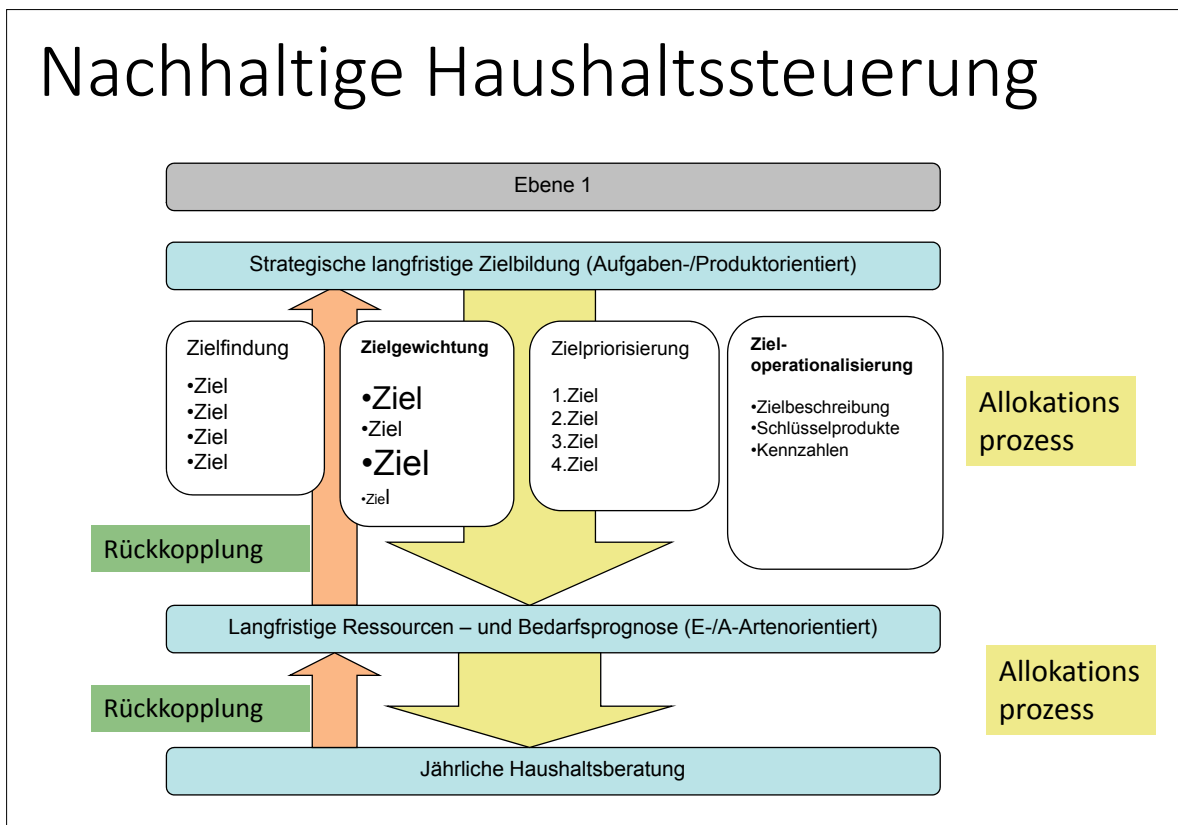 Nachhaltige Haushaltssteuerung
Ebene 1
Strategische langfristige Zielbildung (Aufgaben-/Produktorientiert)
Zielfindung
•Ziel
•Ziel
•Ziel
•Ziel
Zielgewichtung
•Ziel
•Ziel
•Ziel
•Ziel
Zielpriorisierung
1.Ziel
2.Ziel
3.Ziel
4.Ziel
Ziel-
operationalisierung
•Zielbeschreibung
•Schlüsselprodukte
•Kennzahlen
Allokations
prozess
Rückkopplung
Langfristige Ressourcen – und Bedarfsprognose (E-/A-Artenorientiert)
Allokations
prozess
Rückkopplung
Jährliche Haushaltsberatung